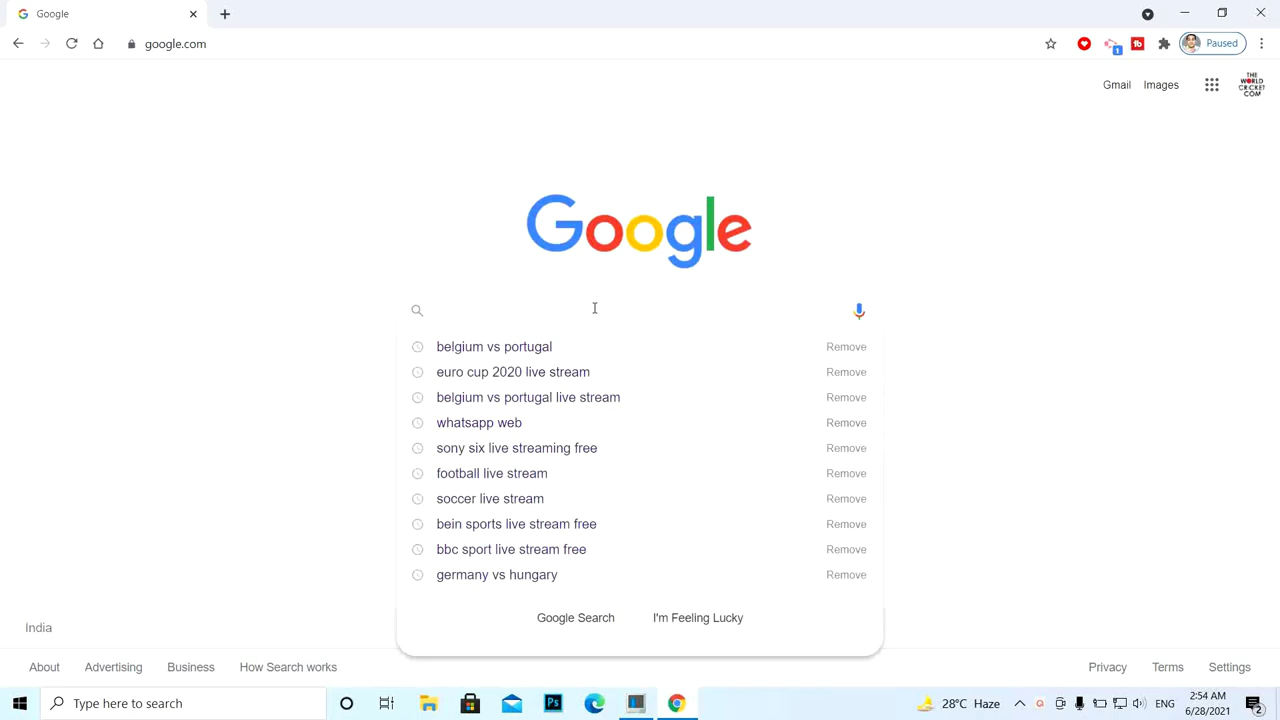 Google
google.com
Paused
1
Gmail
Images
THE
WORLD
CRICKET
COM
Google
belgium vs portugal Remove
euro cup 2020 live stream Remove
belgium vs portugal live stream Remove
whatsapp web Remove
sony six live streaming free Remove
football live stream Remove
soccer live stream Remove
bein sports live stream free Remove
bbc sport live stream free Remove
germany vs hungary Remove
Google Search I'm Feeling Lucky
India
About Advertising Business How Search works Privacy Terms Settings
Type here to search
Ps
28°C Haze
ENG
2:54 AM
6/28/2021
2